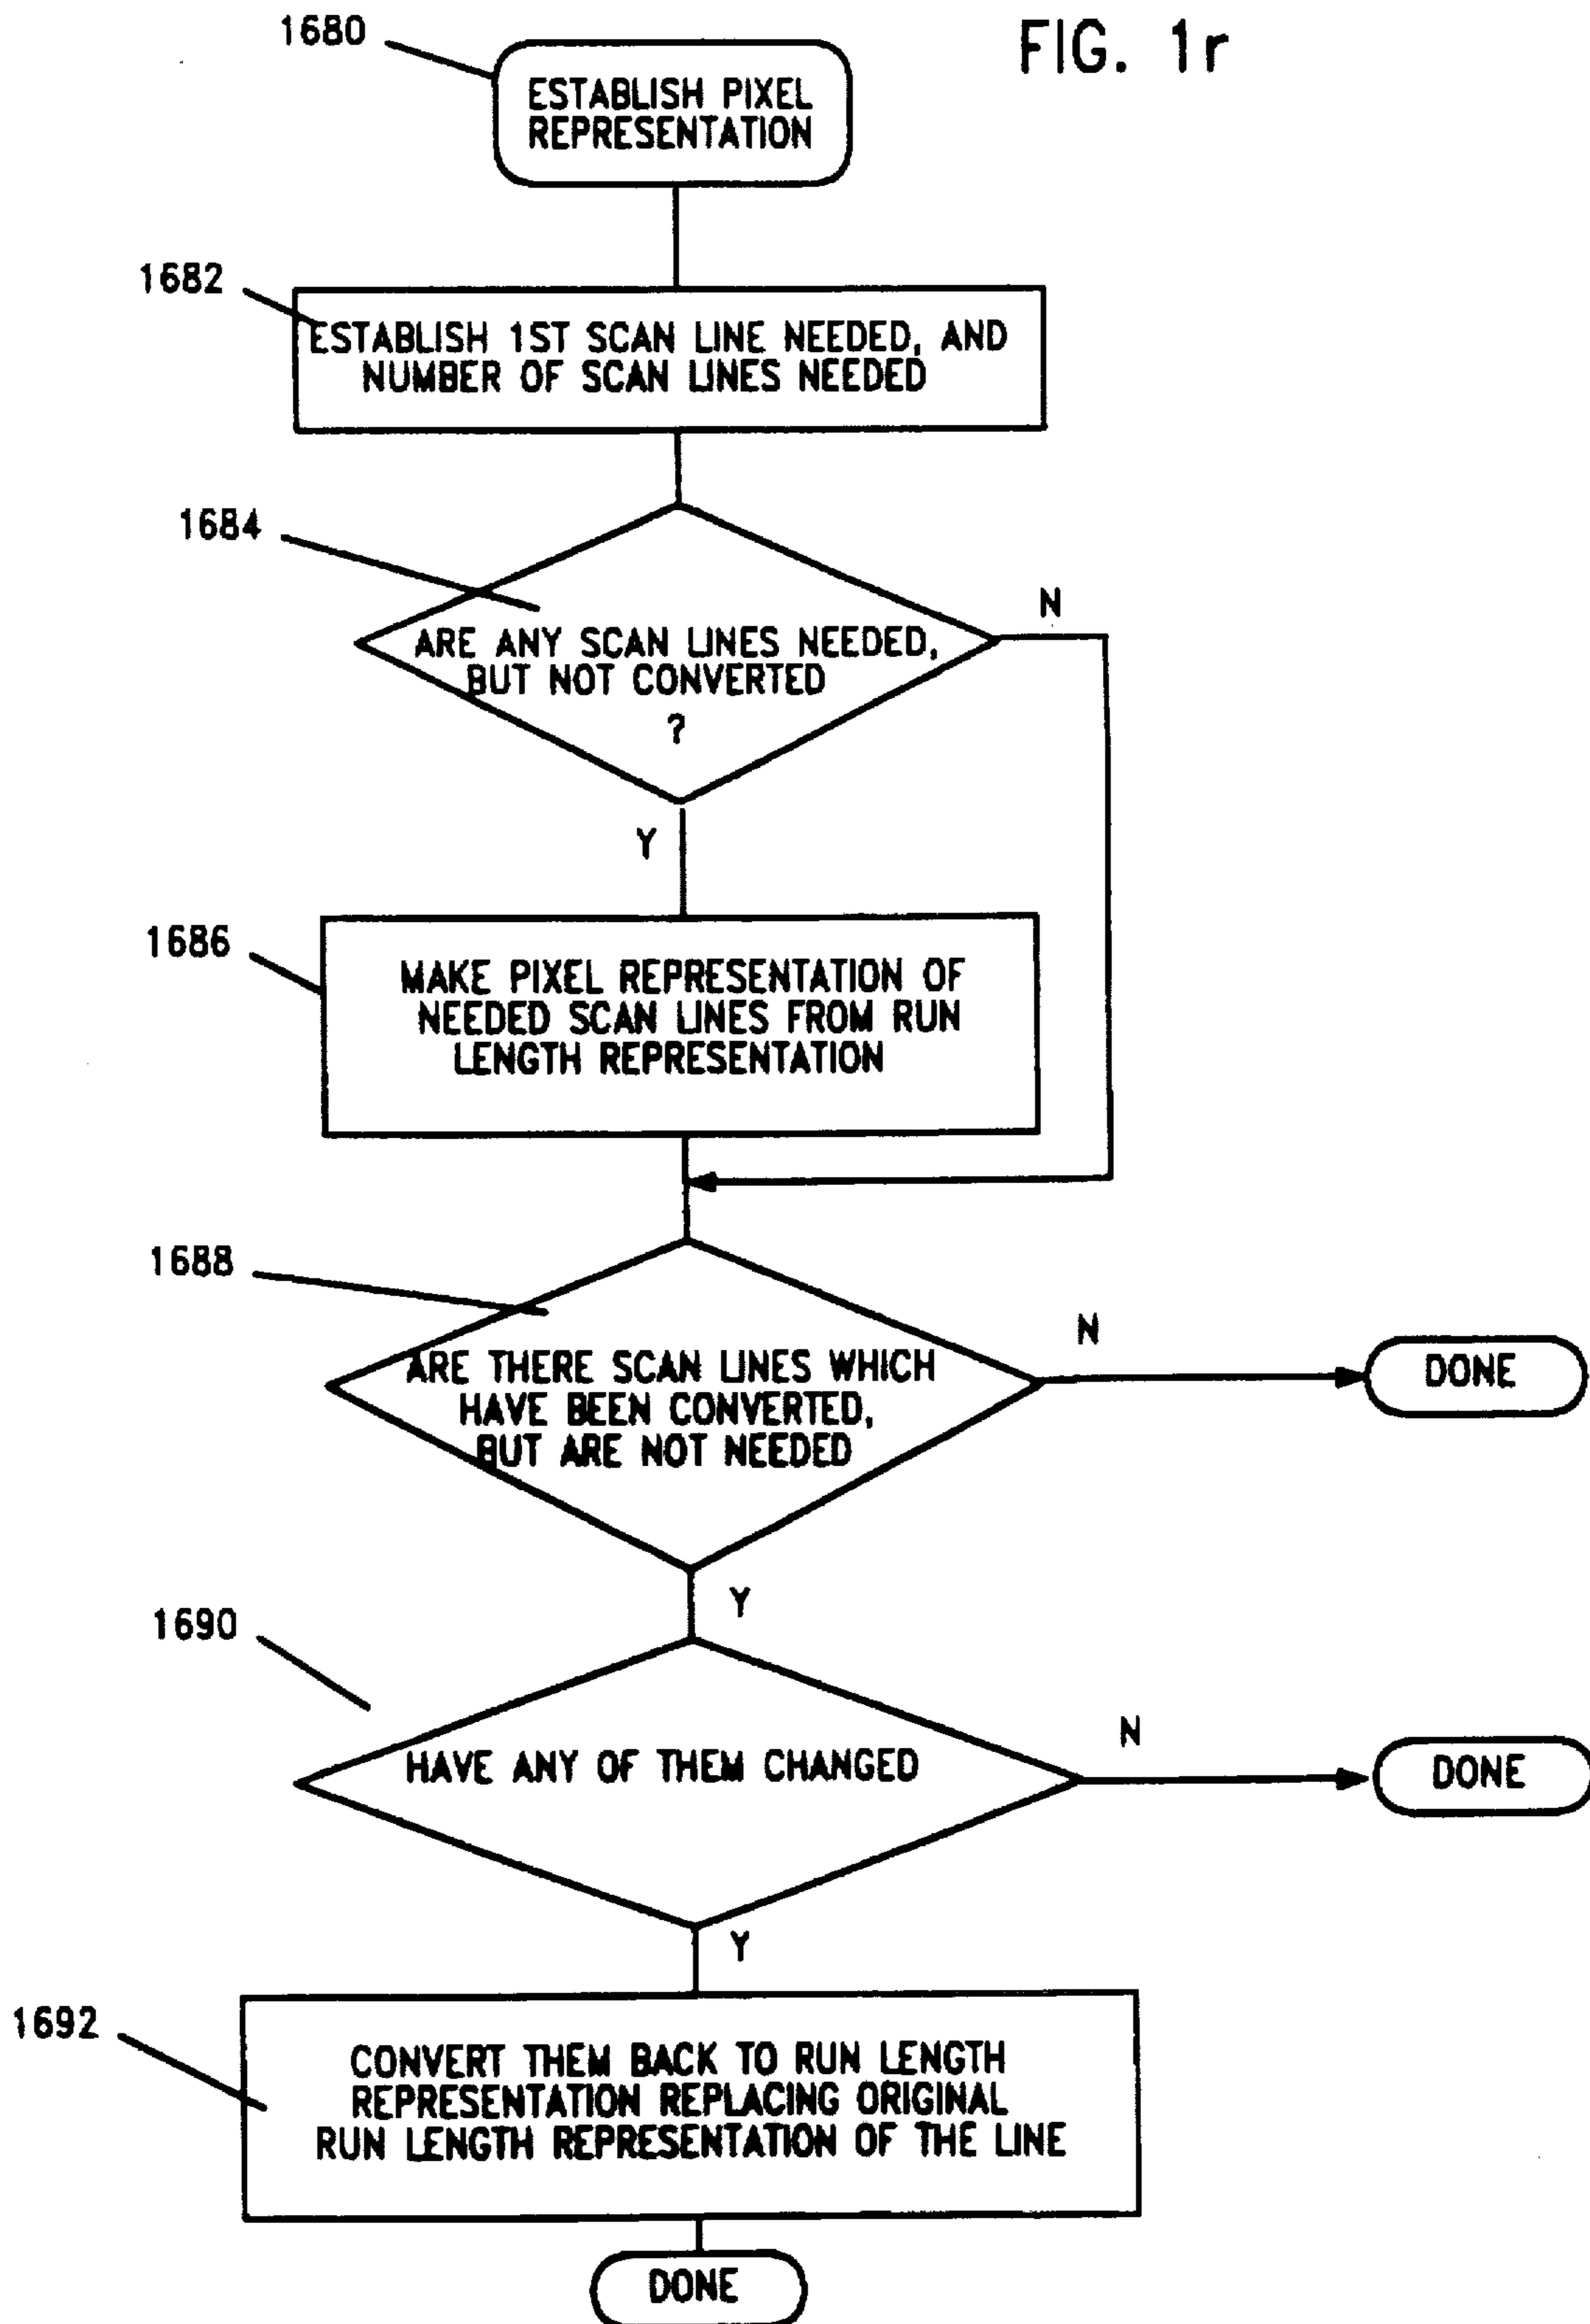 1680
FIG. 1r
ESTABLISH PIXEL
REPRESENTATION
1682
ESTABLISH 1ST SCAN LINE NEEDED, AND
NUMBER OF SCAN LINES NEEDED
1684
N
ARE ANY SCAN LINES NEEDED,
BUT NOT CONVERTED
?
Y
1686
MAKE PIXEL REPRESENTATION OF
NEEDED SCAN LINES FROM RUN
LENGTH REPRESENTATION
1688
N
ARE THERE SCAN LINES WHICH
HAVE BEEN CONVERTED,
BUT ARE NOT NEEDED
DONE
Y
1690
N
HAVE ANY OF THEM CHANGED
DONE
Y
1692
CONVERT THEM BACK TO RUN LENGTH
REPRESENTATION REPLACING ORIGINAL
RUN LENGTH REPRESENTATION OF THE LINE
DONE